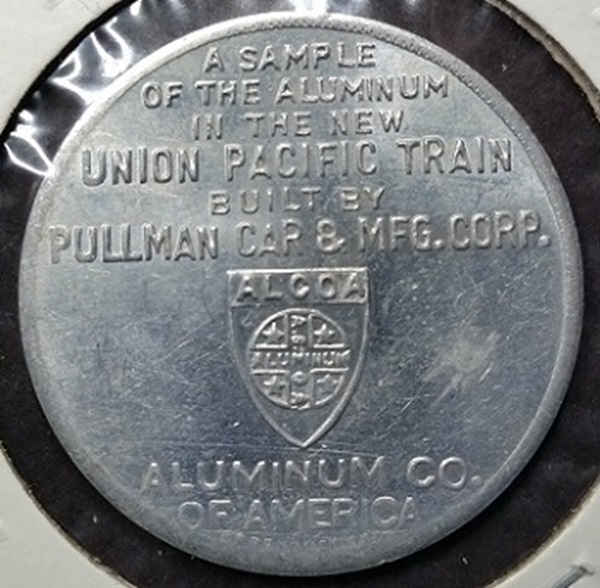 A SAMPLE
OF THE ALUMINUM
IN THE NEW
UNION PACIFIC TRAIN
BUILT BY
PULLMAN CAR & MFG. CORP.
ALCOA
ALUMINUM
ALUMINUM CO.
OF AMERICA